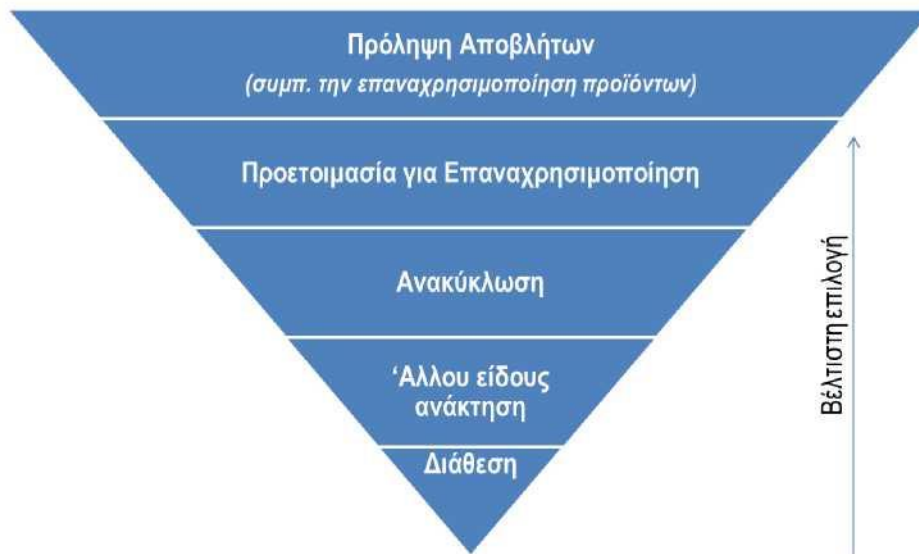 Πρόληψη Αποβλήτων
(συμπ. την επαναχρησιμοποίηση προϊόντων)
Προετοιμασία για Επαναχρησιμοποίηση
Ανακύκλωση
‘Αλλου είδους
ανάκτηση
Διάθεση
Βέλτιστη επιλογή